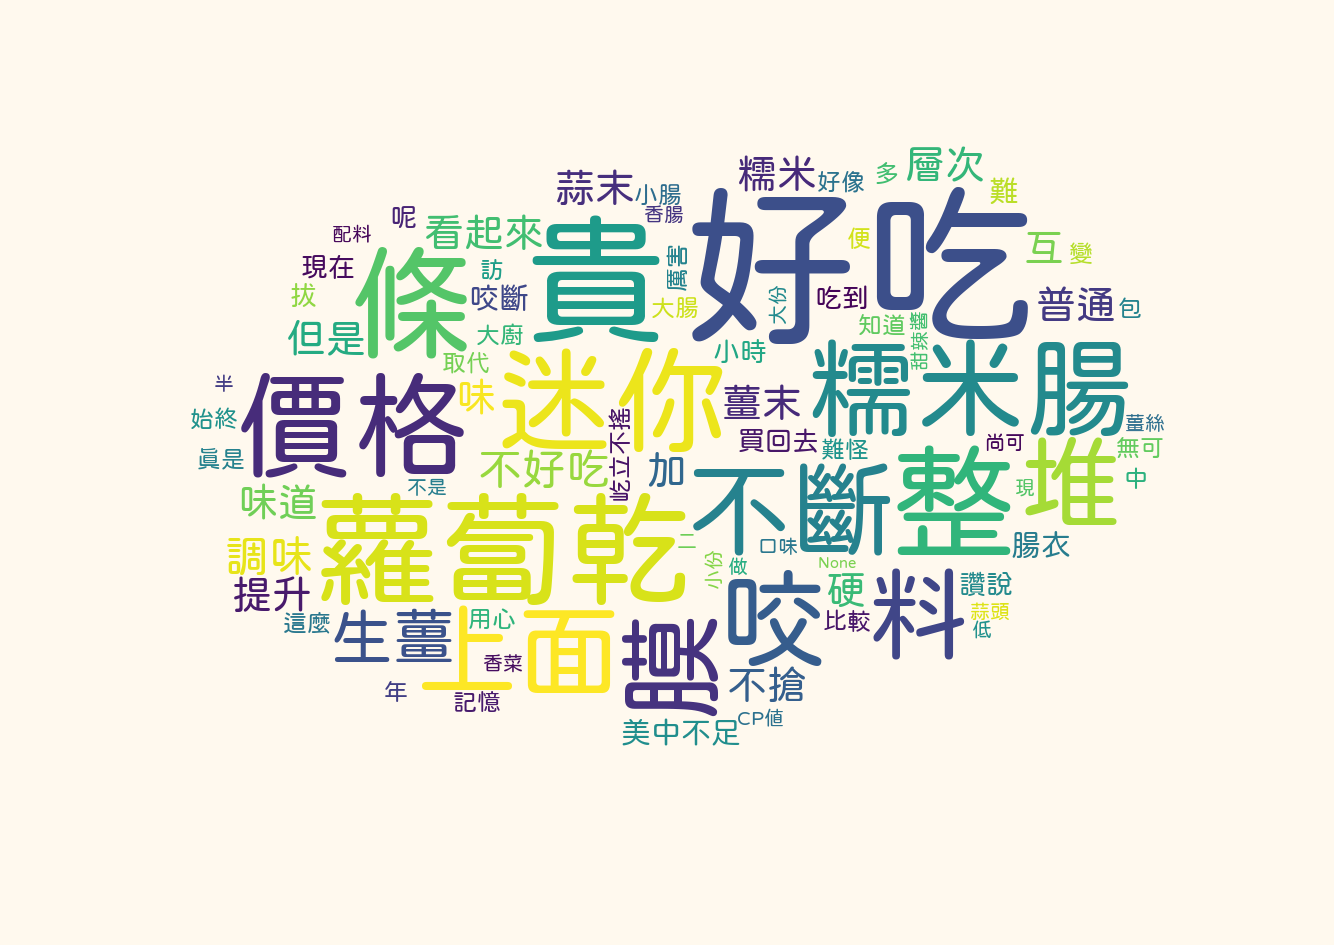 糯米
好像
多
層次
難
蒜末
小腸
香腸
呢
配料
看起來
貴
好吃
便
互
變
現在
拔
條
訪
咬斷
厲害
大腸
大份
吃到
普通
包
但是
大廚
知道
甜辣醬
小時
取代
迷你
糯米腸
半
價格
味
薑末
始終
屹立不搖
買回去
難怪
尚可
薑絲
眞是
不好吃
加
不斷
整
堆
無可
中
不是
現
味道
蘿蔔乾
二
口味
腸衣
調味
小份
做
None
提升
咬
硬
料
讚說
蒜頭
低
這麼
生薑
上面
用心
比較
香菜
腿
不搶
年
記憶
美中不足
CP値